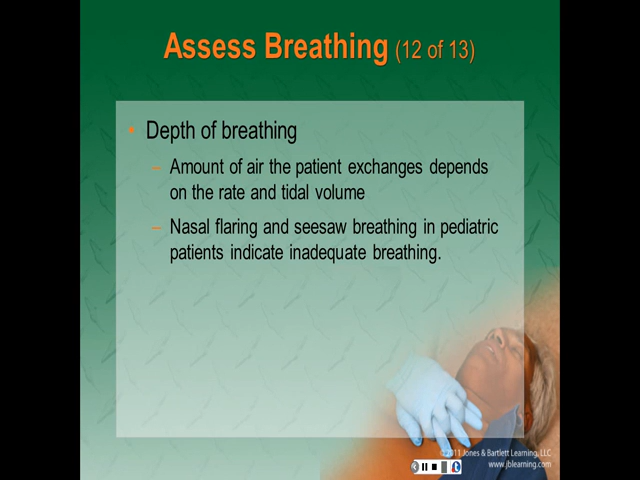 Assess Breathing (12 of 13)
• Depth of breathing
– Amount of air the patient exchanges depends
on the rate and tidal volume
– Nasal flaring and seesaw breathing in pediatric
patients indicate inadequate breathing.
© 2011 Jones & Bartlett Learning, LLC
www.jblearning.com